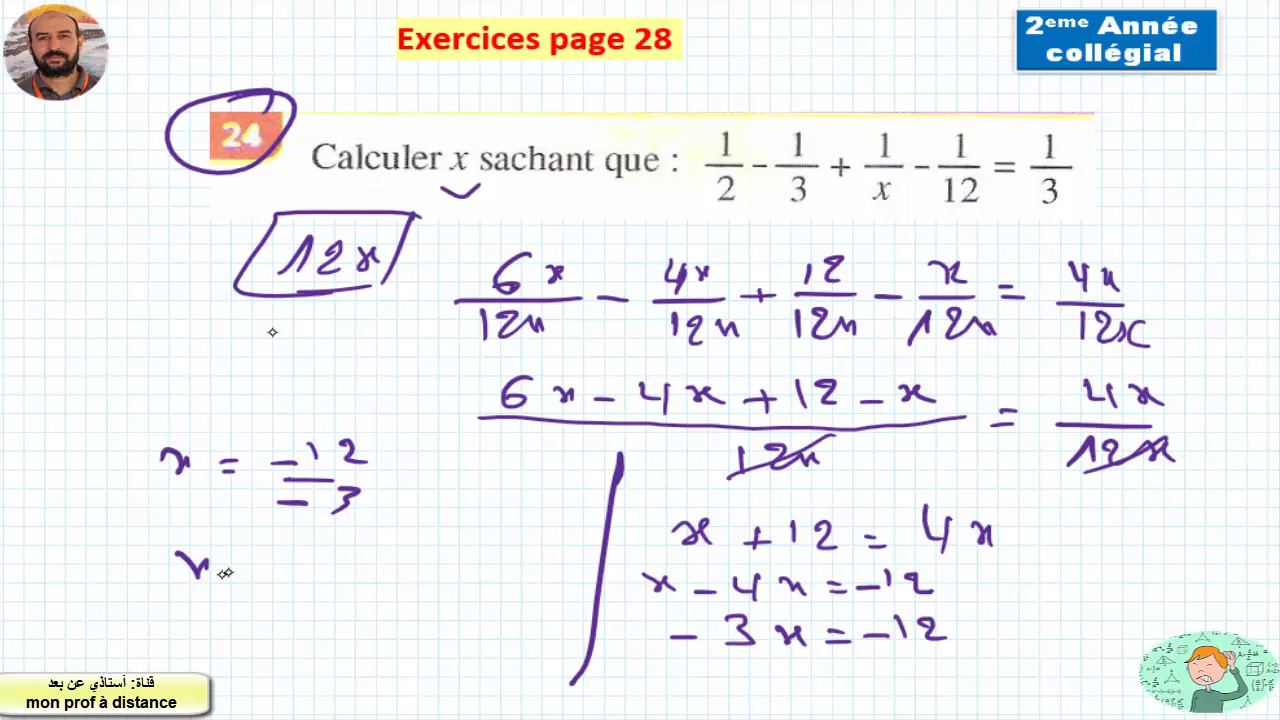 Exercices page 28
2eme Année
collégial
24 Calculer x sachant que : 1/2 - 1/3 + 1/x - 1/12 = 1/3
12x
6x/12x - 4x/12x + 12/12x - x/12x = 4x/12x
(6x - 4x + 12 - x)/12x = 4x/12x
x + 12 = 4x
x - 4x = -12
- 3x = -12
x = -12/-3
x
قناة: أستاذي عن بعد
mon prof à distance